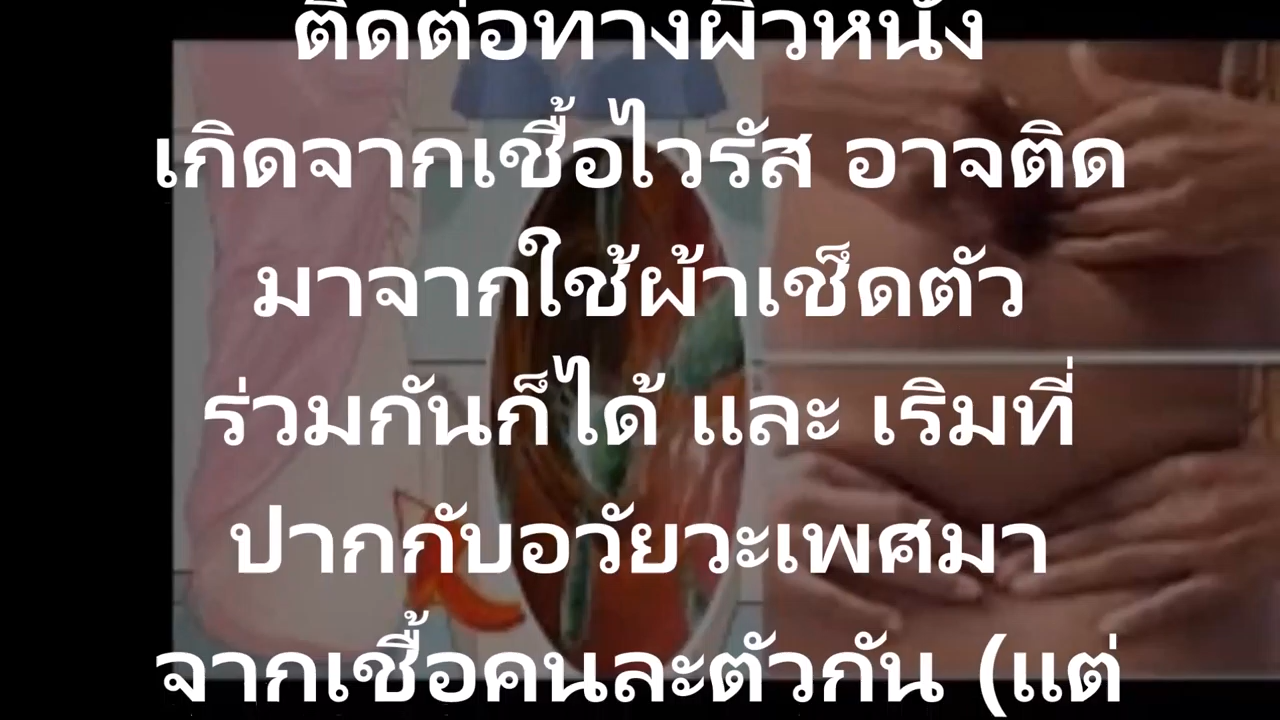 ติดต่อทางผิวหนัง
เกิดจากเชื้อไวรัส อาจติด
มาจากใช้ผ้าเช็ดตัว
ร่วมกันก็ได้ และ เริมที่
ปากกับอวัยวะเพศมา
จากเชื้อคนละตัวกัน (แต่